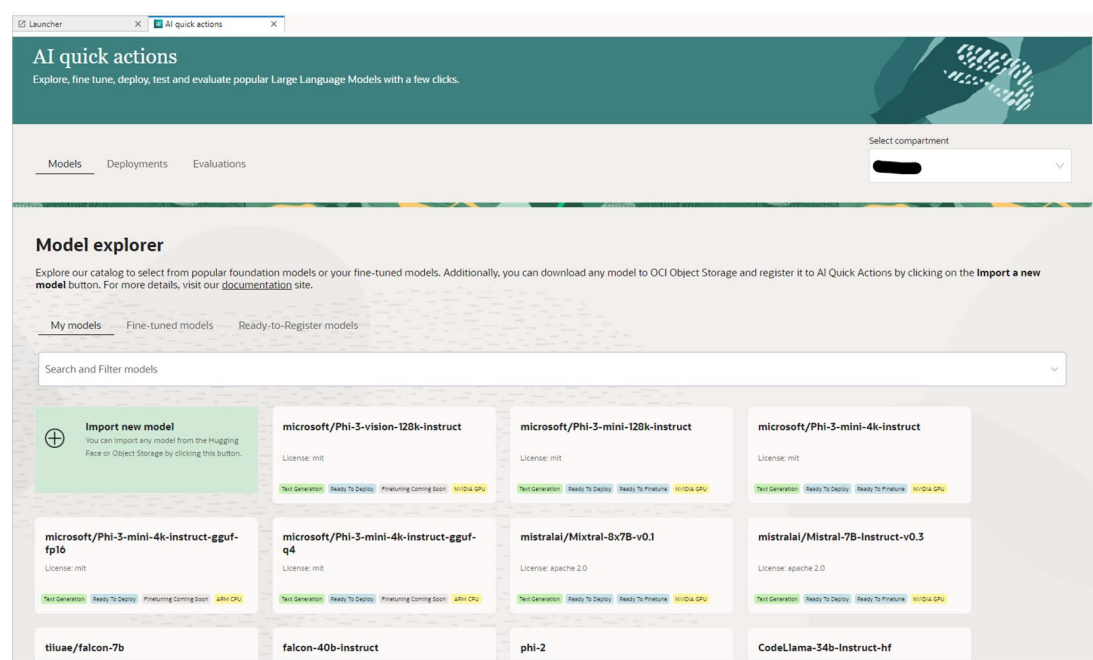 Launcher
AI quick actions
AI quick actions
Explore, fine tune, deploy, test and evaluate popular Large Language Models with a few clicks.
Models Deployments Evaluations
Select compartment
Model explorer
Explore our catalog to select from popular foundation models or your fine-tuned models. Additionally, you can download any model to OCI Object Storage and register it to AI Quick Actions by clicking on the Import a new
model button. For more details, visit our documentation site.
My models Fine-tuned models Ready-to-Register models
Search and Filter models
Import new model
You can import any model from the Hugging
Face or Object Storage by clicking this button.
microsoft/Phi-3-vision-128k-instruct
License: mit
Text Generation Ready To Deploy Finetuning Coming Soon NVIDIA GPU
microsoft/Phi-3-mini-128k-instruct
License: mit
Text Generation Ready To Deploy Ready To Finetune NVIDIA GPU
microsoft/Phi-3-mini-4k-instruct
License: mit
Text Generation Ready To Deploy Ready To Finetune NVIDIA GPU
microsoft/Phi-3-mini-4k-instruct-gguf-
fp16
License: mit
Text Generation Ready To Deploy Finetuning Coming Soon ARM CPU
microsoft/Phi-3-mini-4k-instruct-gguf-
q4
License: mit
Text Generation Ready To Deploy Finetuning Coming Soon ARM CPU
mistralai/Mixtral-8x7B-v0.1
License: apache 2.0
Text Generation Ready To Deploy Ready To Finetune NVIDIA GPU
mistralai/Mistral-7B-Instruct-v0.3
License: apache 2.0
Text Generation Ready To Deploy Ready To Finetune NVIDIA GPU
tiiuae/falcon-7b
falcon-40b-instruct
phi-2
CodeLlama-34b-Instruct-hf